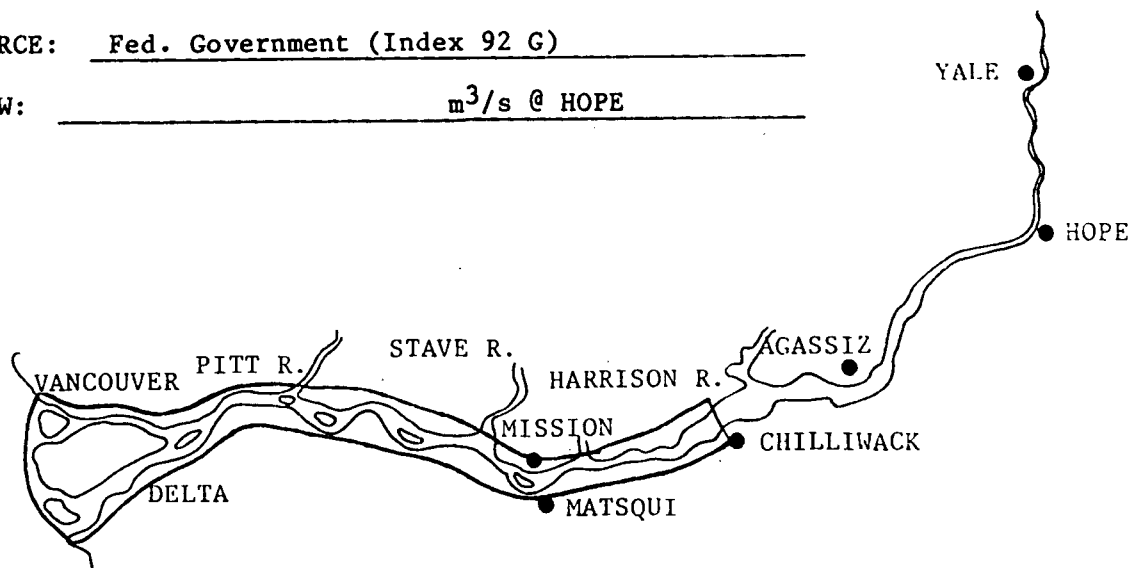 RCE: Fed. Government (Index 92 G)
W: m³/s @ HOPE
YALE
HOPE
AGASSIZ
STAVE R.
PITT R.
HARRISON R.
VANCOUVER
MISSION
CHILLIWACK
DELTA
MATSQUI